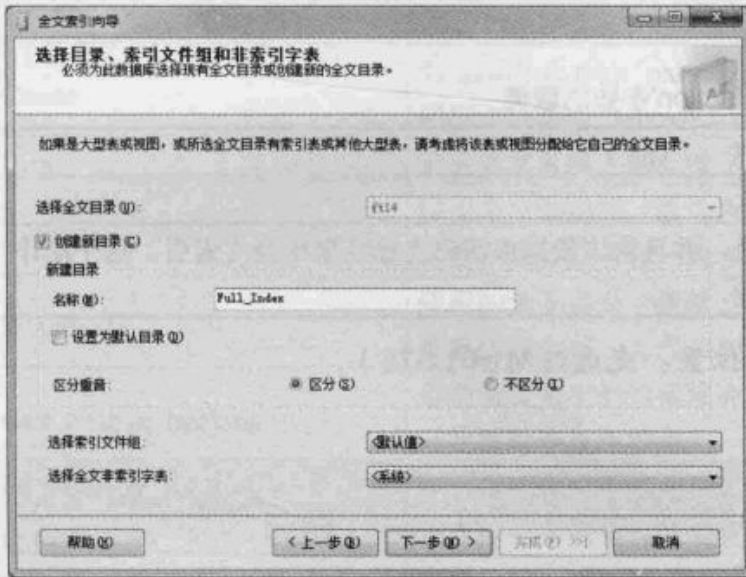 全文索引向导
选择目录、索引文件组和非索引字表
必须为此数据库选择现有全文目录或创建新的全文目录。
如果是大型表或视图，或所选全文目录有索引表或其他大型表，请考虑将该表或视图分配给它自己的全文目录。
选择全文目录(U): ft14
创建新目录(C)
新建目录
名称(M): Full_Index
设置为默认目录(D)
区分重音: 区分(S) 不区分(I)
选择索引文件组: <默认值>
选择全文非索引字表: <系统>
帮助(H) < 上一步(B) 下一步(N) > 完成(F) >>| 取消